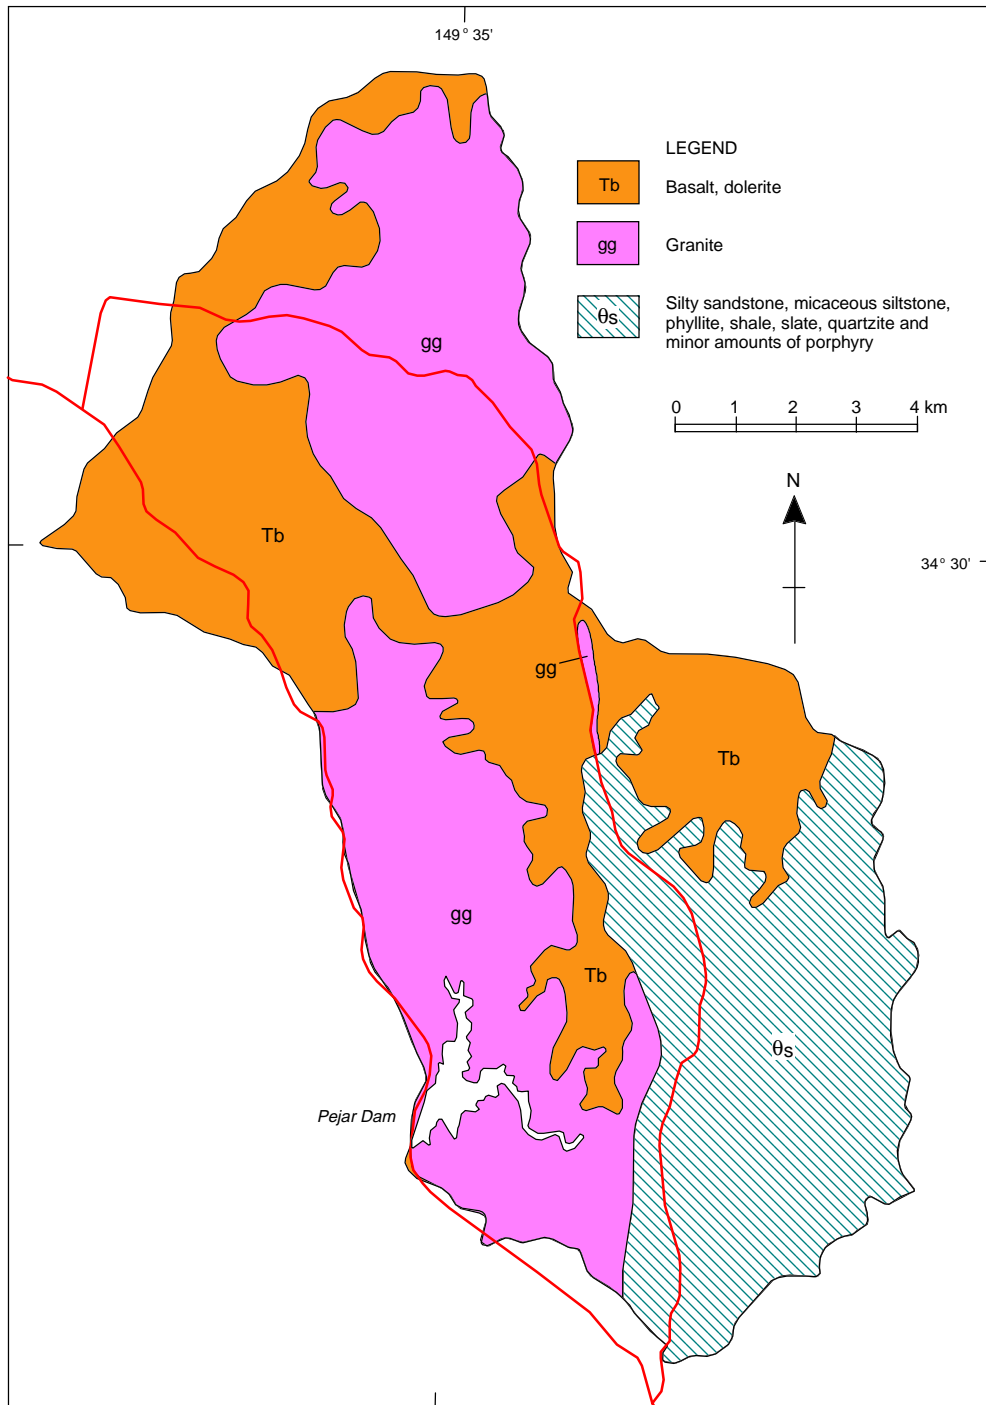 149° 35'
LEGEND
Tb
Basalt, dolerite
gg
Granite
θs
Silty sandstone, micaceous siltstone,
phyllite, shale, slate, quartzite and
minor amounts of porphyry
gg
0 1 2 3 4 km
N
Tb
34° 30'
gg
Tb
gg
Tb
θs
Pejar Dam